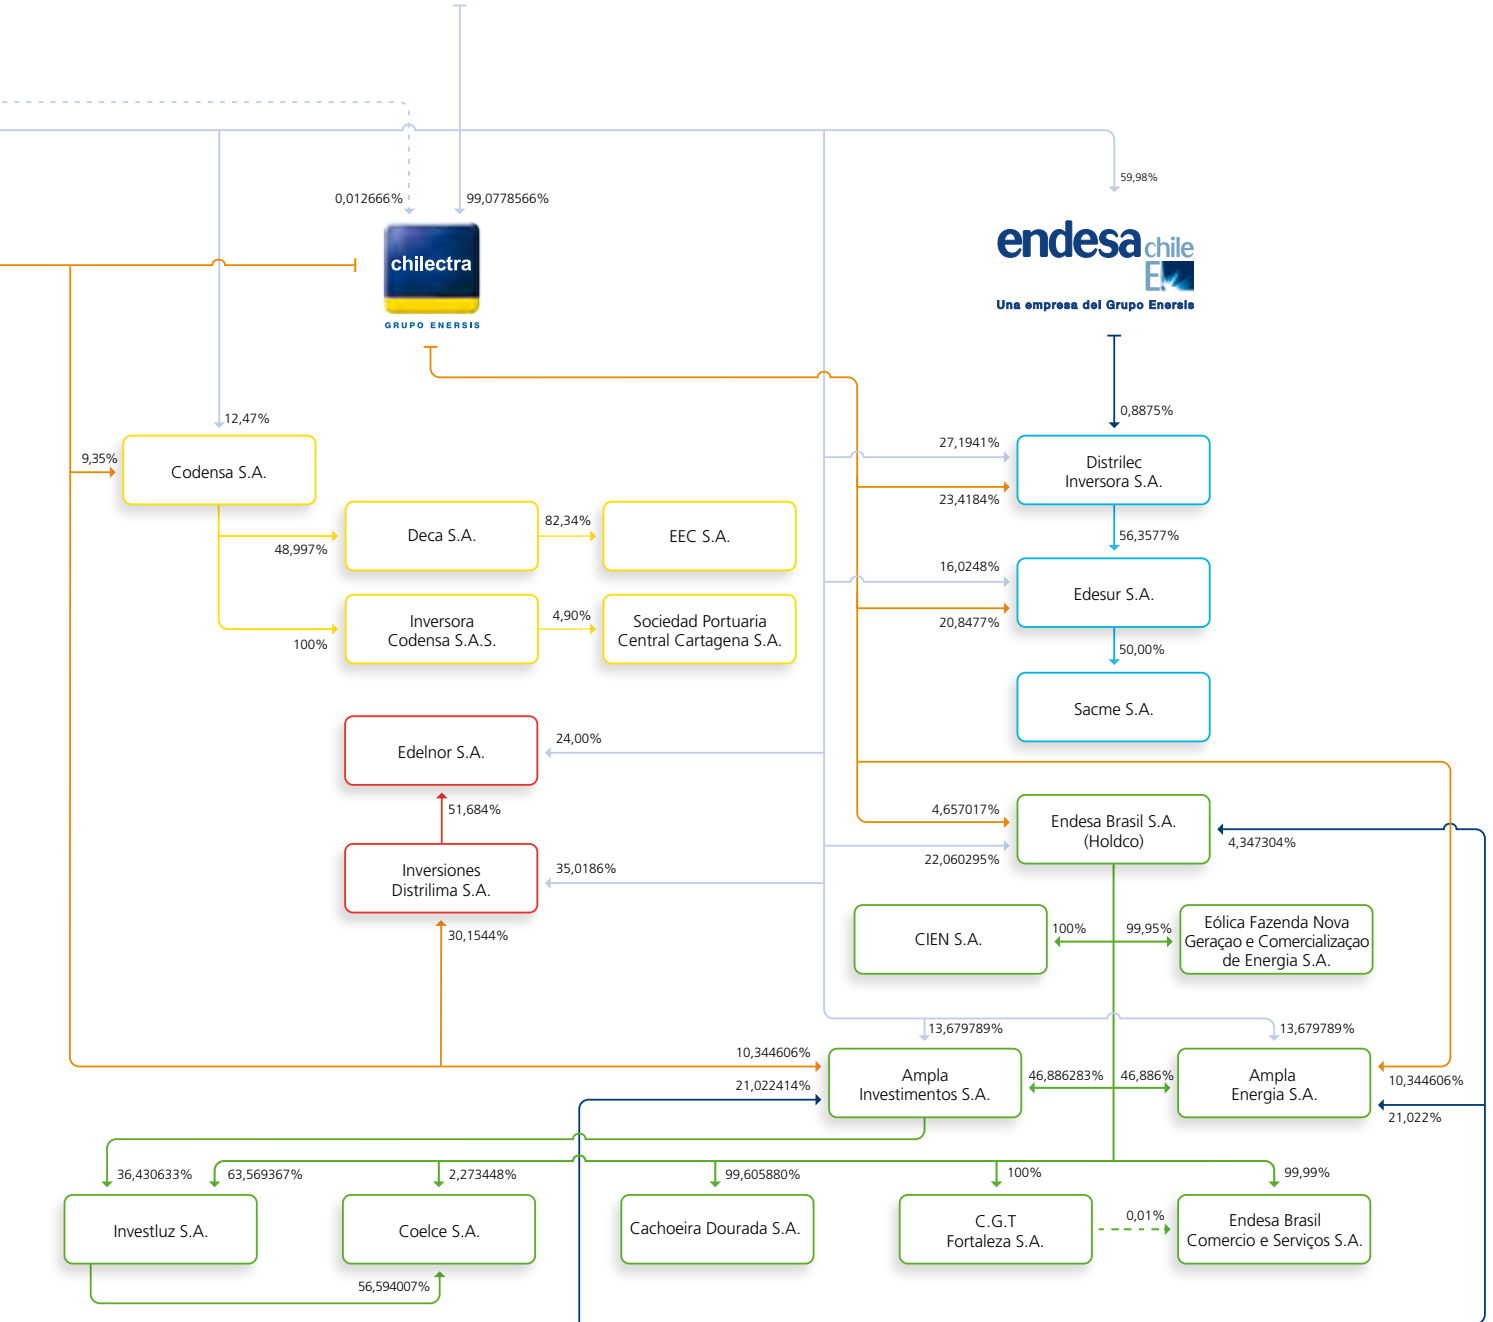 59,98%
0,012666%
99,0778566%
chilectra
GRUPO ENERSIS
endesa chile
E
Una empresa del Grupo Enersis
12,47%
0,8875%
9,35%
Codensa S.A.
27,1941%
Distrilec
Inversora S.A.
23,4184%
48,997%
Deca S.A.
82,34%
EEC S.A.
56,3577%
16,0248%
Edesur S.A.
20,8477%
100%
Inversora
Codensa S.A.S.
4,90%
Sociedad Portuaria
Central Cartagena S.A.
50,00%
Sacme S.A.
Edelnor S.A.
24,00%
51,684%
4,657017%
Endesa Brasil S.A.
(Holdco)
4,347304%
22,060295%
Inversiones
Distrilima S.A.
35,0186%
30,1544%
CIEN S.A.
100%
99,95%
Eólica Fazenda Nova
Geraçao e Comercializaçao
de Energia S.A.
13,679789%
13,679789%
10,344606%
21,022414%
Ampla
Investimentos S.A.
46,886283%
46,886%
Ampla
Energia S.A.
10,344606%
21,022%
36,430633%
63,569367%
2,273448%
99,605880%
100%
99,99%
Investluz S.A.
Coelce S.A.
Cachoeira Dourada S.A.
C.G.T
Fortaleza S.A.
0,01%
Endesa Brasil
Comercio e Serviços S.A.
56,594007%